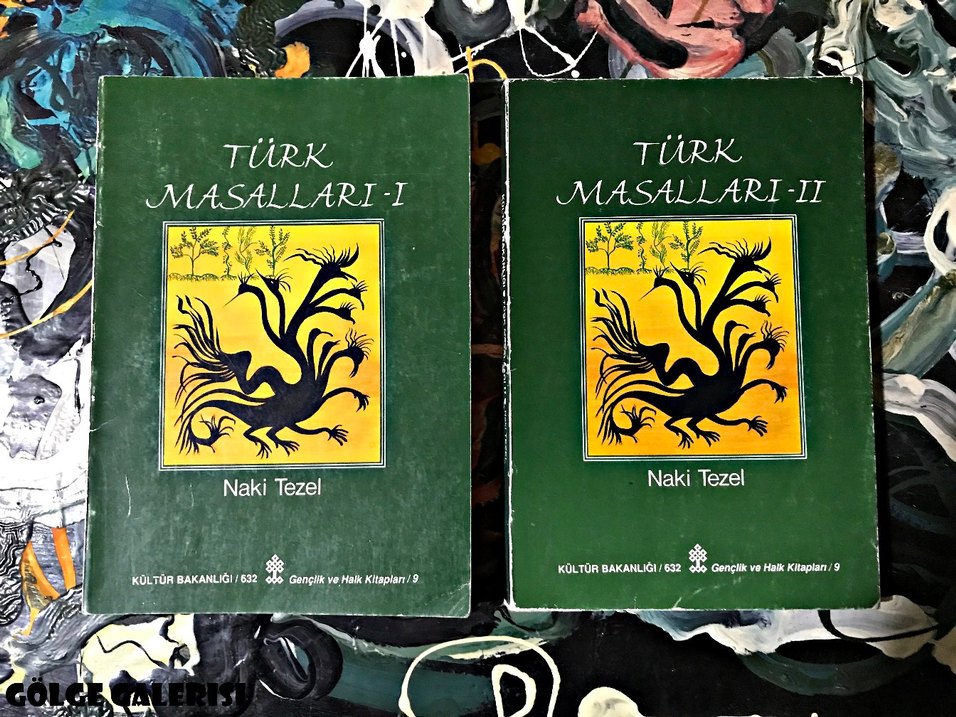 TÜRK
MASALLARI-I
Naki Tezel
KÜLTÜR BAKANLIĞI / 632
Gençlik ve Halk Kitapları / 9
TÜRK
MASALLARI-II
Naki Tezel
KÜLTÜR BAKANLIĞI / 632
Gençlik ve Halk Kitapları / 9
GÖLGE GALERISI